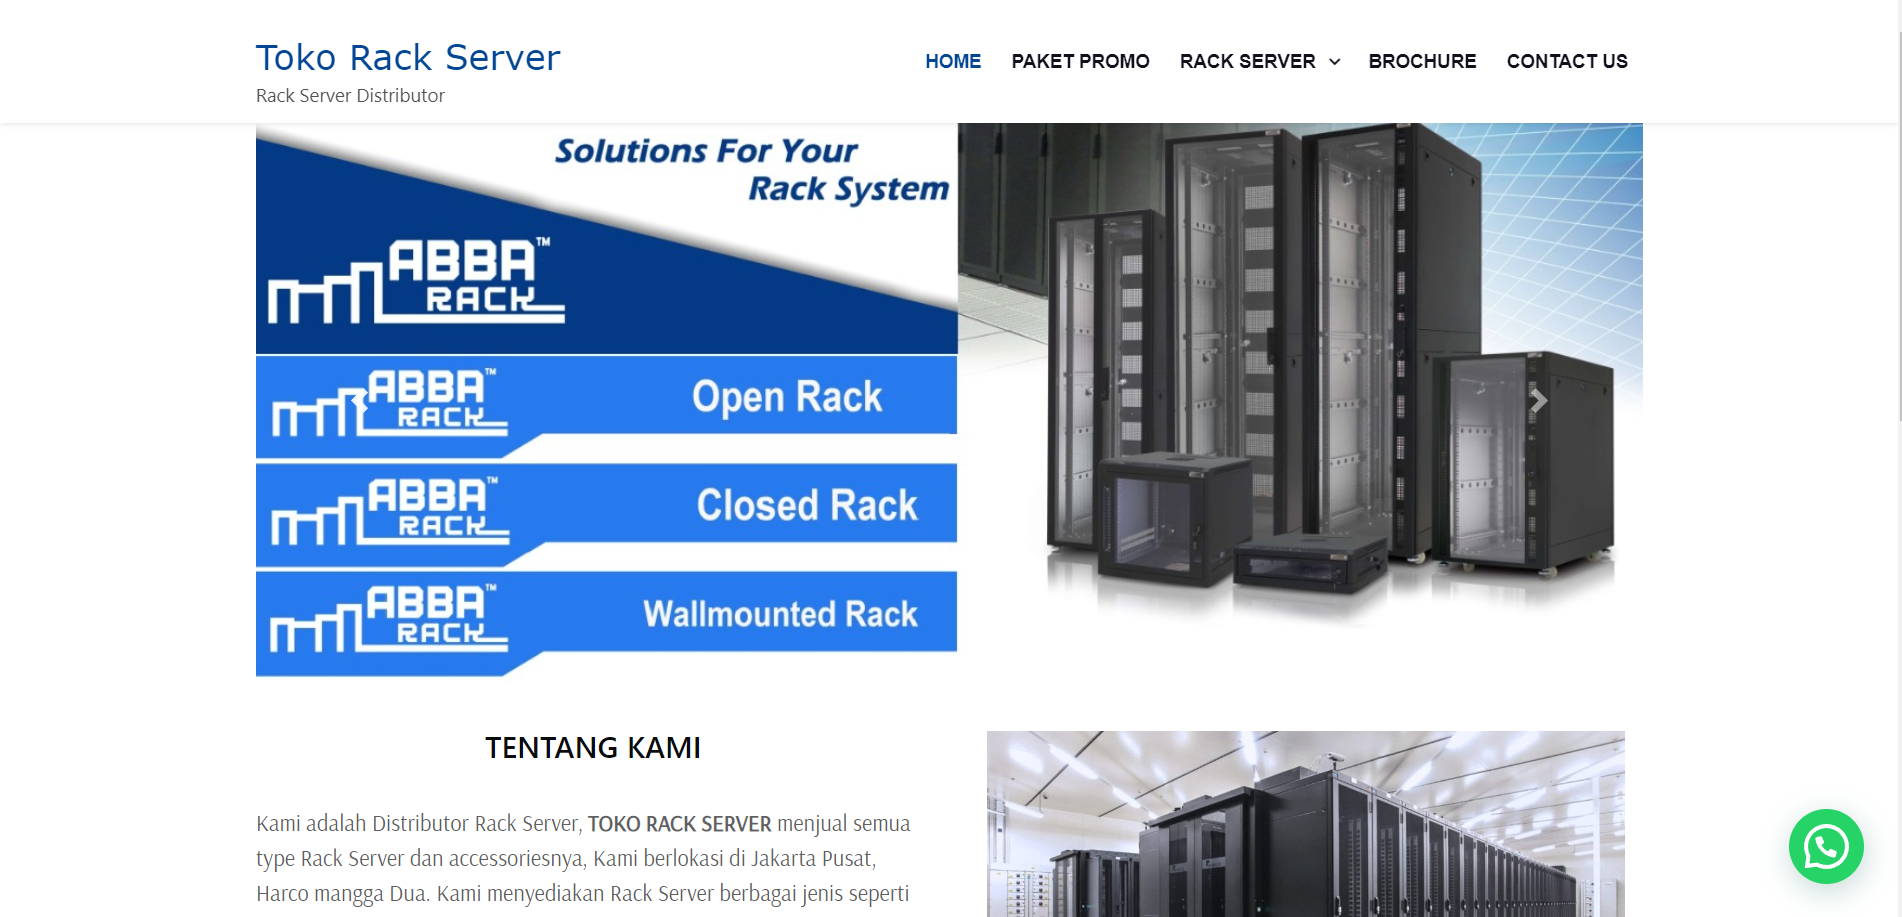 Toko Rack Server
Rack Server Distributor
HOME PAKET PROMO RACK SERVER BROCHURE CONTACT US
Solutions For Your
Rack System
ABBA™
RACK
ABBA™
RACK
Open Rack
ABBA™
RACK
Closed Rack
ABBA™
RACK
Wallmounted Rack
TENTANG KAMI
Kami adalah Distributor Rack Server, TOKO RACK SERVER menjual semua
type Rack Server dan accessoriesnya, Kami berlokasi di Jakarta Pusat,
Harco mangga Dua. Kami menyediakan Rack Server berbagai jenis seperti